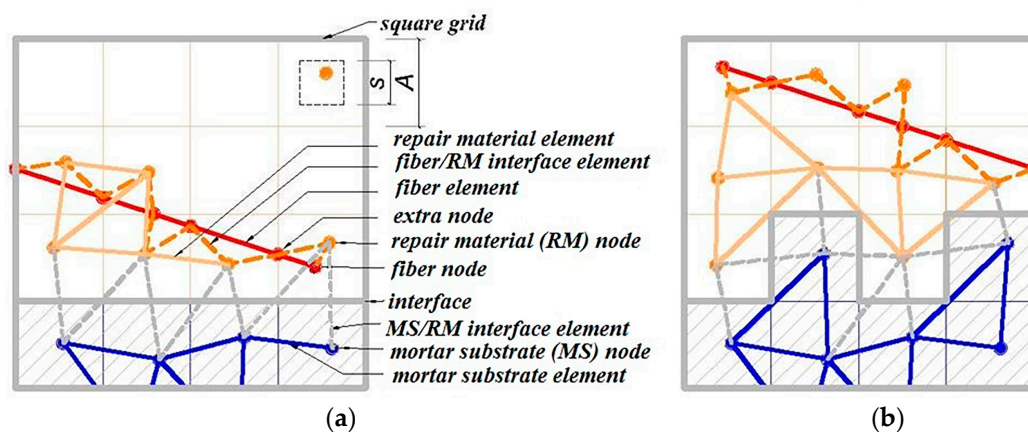 square grid
s
A
repair material element
fiber/RM interface element
fiber element
extra node
repair material (RM) node
fiber node
interface
MS/RM interface element
mortar substrate (MS) node
mortar substrate element
(a)
(b)